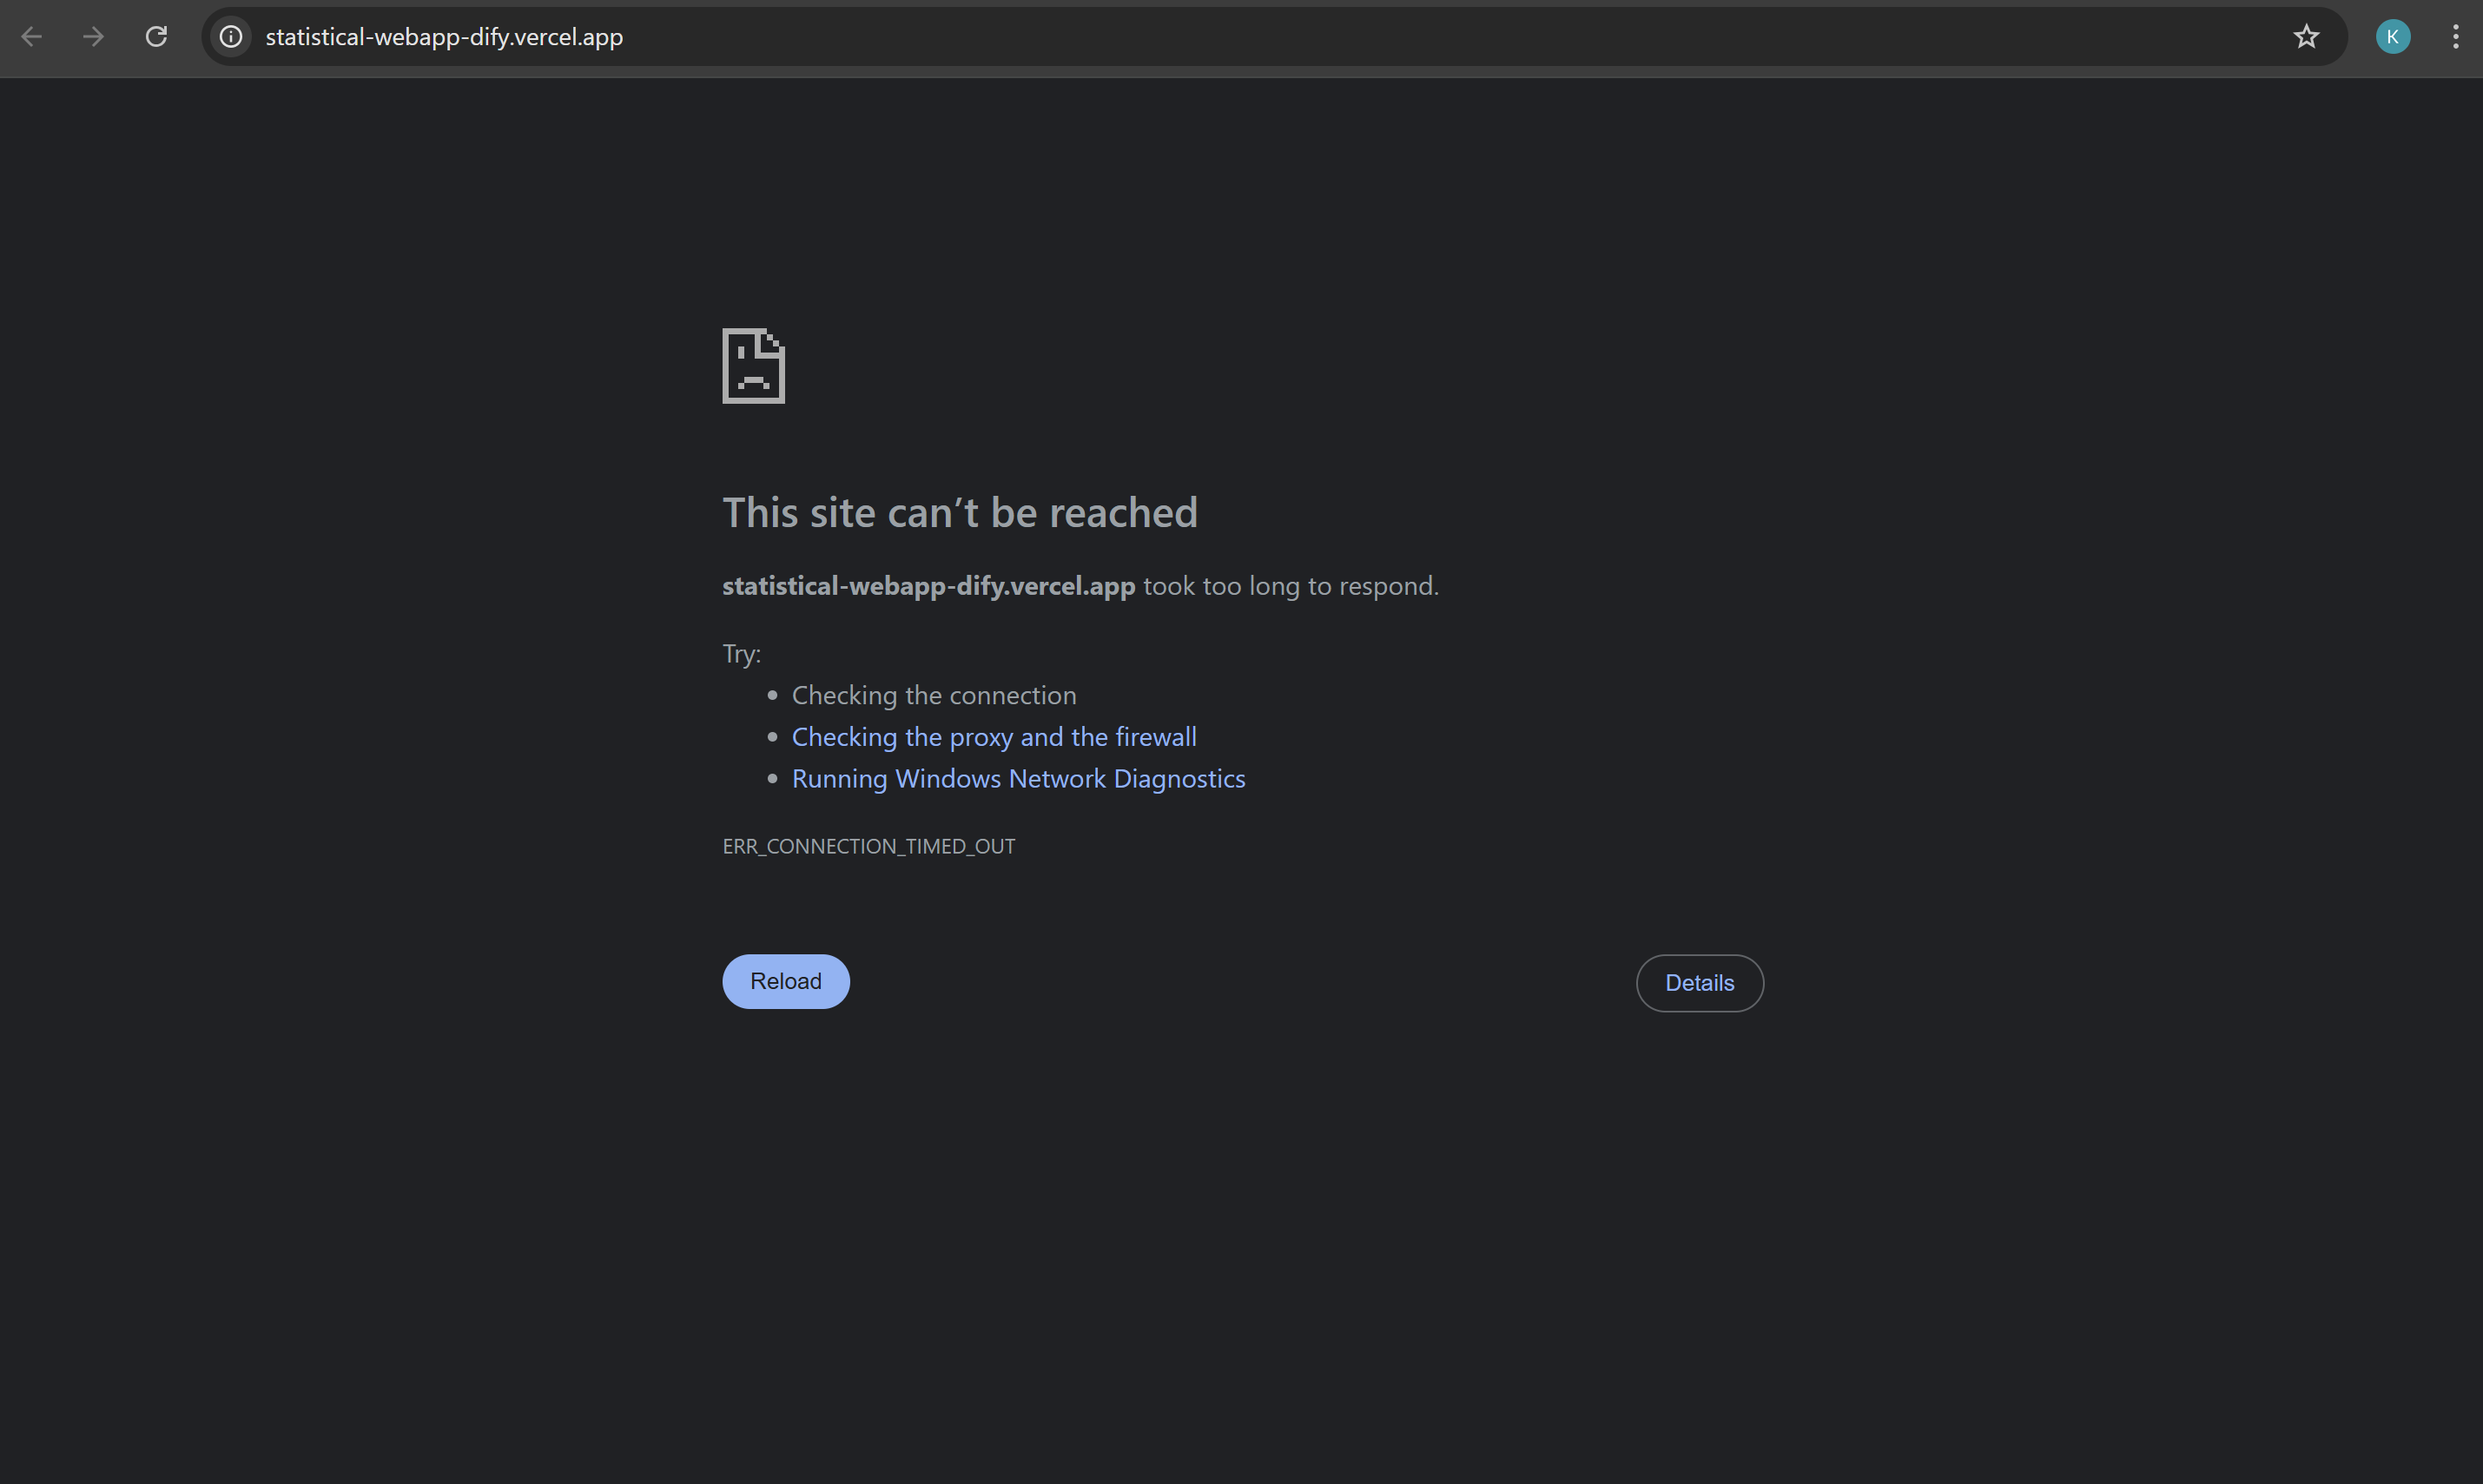 statistical-webapp-dify.vercel.app
K
This site can’t be reached
statistical-webapp-dify.vercel.app took too long to respond.
Try:
Checking the connection
Checking the proxy and the firewall
Running Windows Network Diagnostics
ERR_CONNECTION_TIMED_OUT
Reload
Details